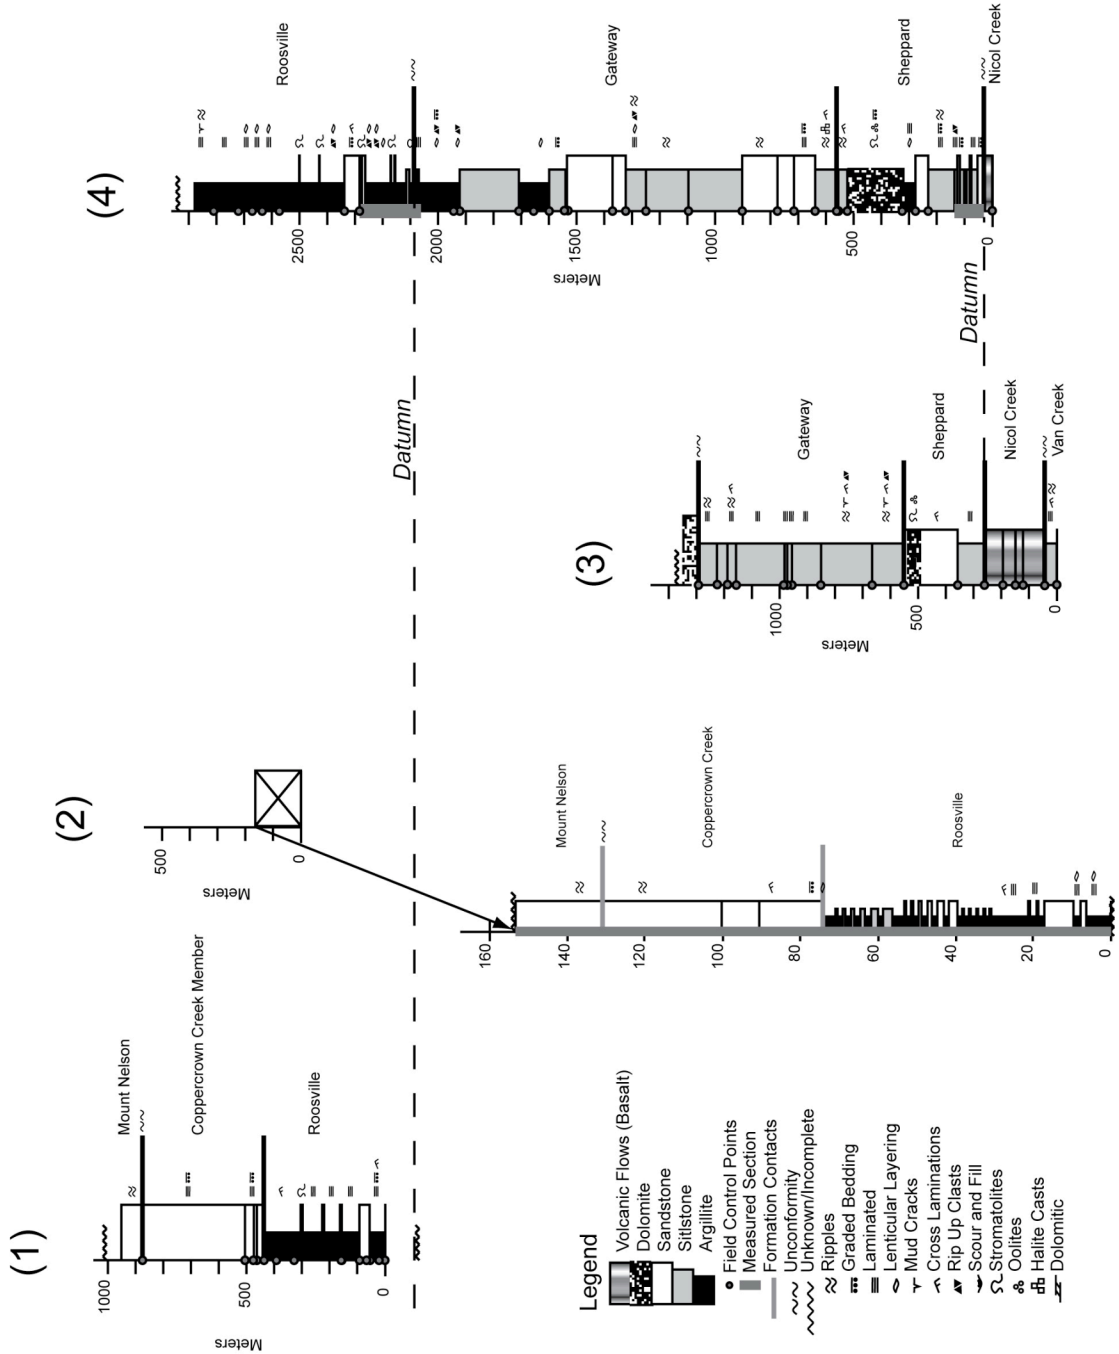 (1)
1000
500
0
Meters
Mount Nelson
Coppercrown Creek Member
Roosville
(2)
500
0
Meters
160
140
120
100
80
60
40
20
0
Mount Nelson
Coppercrown Creek
Roosville
(3)
1000
500
0
Meters
Gateway
Sheppard
Nicol Creek
Van Creek
(4)
2500
2000
1500
1000
500
0
Meters
Roosville
Gateway
Sheppard
Nicol Creek
Datumn
Datumn
Legend
Volcanic Flows (Basalt)
Dolomite
Sandstone
Siltstone
Argillite
Field Control Points
Measured Section
Formation Contacts
Unconformity
Unknown/Incomplete
Ripples
Graded Bedding
Laminated
Lenticular Layering
Mud Cracks
Cross Laminations
Rip Up Clasts
Scour and Fill
Stromatolites
Oolites
Halite Casts
Dolomitic